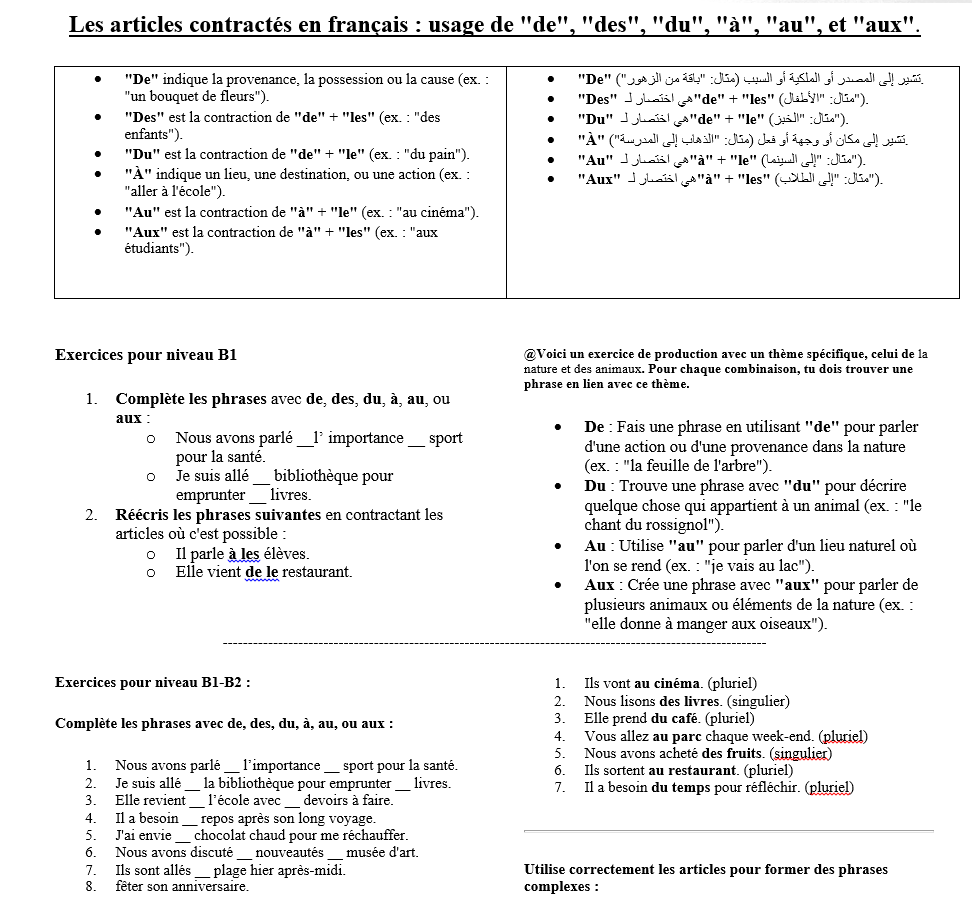 Les articles contractés en français : usage de "de", "des", "du", "à", "au", et "aux".
• "De" indique la provenance, la possession ou la cause (ex. :
"un bouquet de fleurs").
• "Des" est la contraction de "de" + "les" (ex. : "des
enfants").
• "Du" est la contraction de "de" + "le" (ex. : "du pain").
• "À" indique un lieu, une destination, ou une action (ex. :
"aller à l'école").
• "Au" est la contraction de "à" + "le" (ex. : "au cinéma").
• "Aux" est la contraction de "à" + "les" (ex. : "aux
étudiants").
• "De" تشير إلى المصدر أو الملكية أو السبب (مثال: "باقة من الزهور").
• "Des" هي اختصار لـ "de" + "les" (مثال: "الأطفال").
• "Du" هي اختصار لـ "de" + "le" (مثال: "الخبز").
• "À" تشير إلى مكان أو وجهة أو فعل (مثال: "الذهاب إلى المدرسة").
• "Au" هي اختصار لـ "à" + "le" (مثال: "إلى السينما").
• "Aux" هي اختصار لـ "à" + "les" (مثال: "إلى الطلاب").
Exercices pour niveau B1
1. Complète les phrases avec de, des, du, à, au, ou
aux :
o Nous avons parlé __l’ importance __ sport
pour la santé.
o Je suis allé __ bibliothèque pour
emprunter __ livres.
2. Réécris les phrases suivantes en contractant les
articles où c'est possible :
o Il parle à les élèves.
o Elle vient de le restaurant.
@Voici un exercice de production avec un thème spécifique, celui de la
nature et des animaux. Pour chaque combinaison, tu dois trouver une
phrase en lien avec ce thème.
• De : Fais une phrase en utilisant "de" pour parler
d'une action ou d'une provenance dans la nature
(ex. : "la feuille de l'arbre").
• Du : Trouve une phrase avec "du" pour décrire
quelque chose qui appartient à un animal (ex. : "le
chant du rossignol").
• Au : Utilise "au" pour parler d'un lieu naturel où
l'on se rend (ex. : "je vais au lac").
• Aux : Crée une phrase avec "aux" pour parler de
plusieurs animaux ou éléments de la nature (ex. :
"elle donne à manger aux oiseaux").
Exercices pour niveau B1-B2 :
Complète les phrases avec de, des, du, à, au, ou aux :
1. Nous avons parlé __ l’importance __ sport pour la santé.
2. Je suis allé __ la bibliothèque pour emprunter __ livres.
3. Elle revient __ l’école avec __ devoirs à faire.
4. Il a besoin __ repos après son long voyage.
5. J'ai envie __ chocolat chaud pour me réchauffer.
6. Nous avons discuté __ nouveautés __ musée d'art.
7. Ils sont allés __ plage hier après-midi.
8. fêter son anniversaire.
1. Ils vont au cinéma. (pluriel)
2. Nous lisons des livres. (singulier)
3. Elle prend du café. (pluriel)
4. Vous allez au parc chaque week-end. (pluriel)
5. Nous avons acheté des fruits. (singulier)
6. Ils sortent au restaurant. (pluriel)
7. Il a besoin du temps pour réfléchir. (pluriel)
Utilise correctement les articles pour former des phrases
complexes :